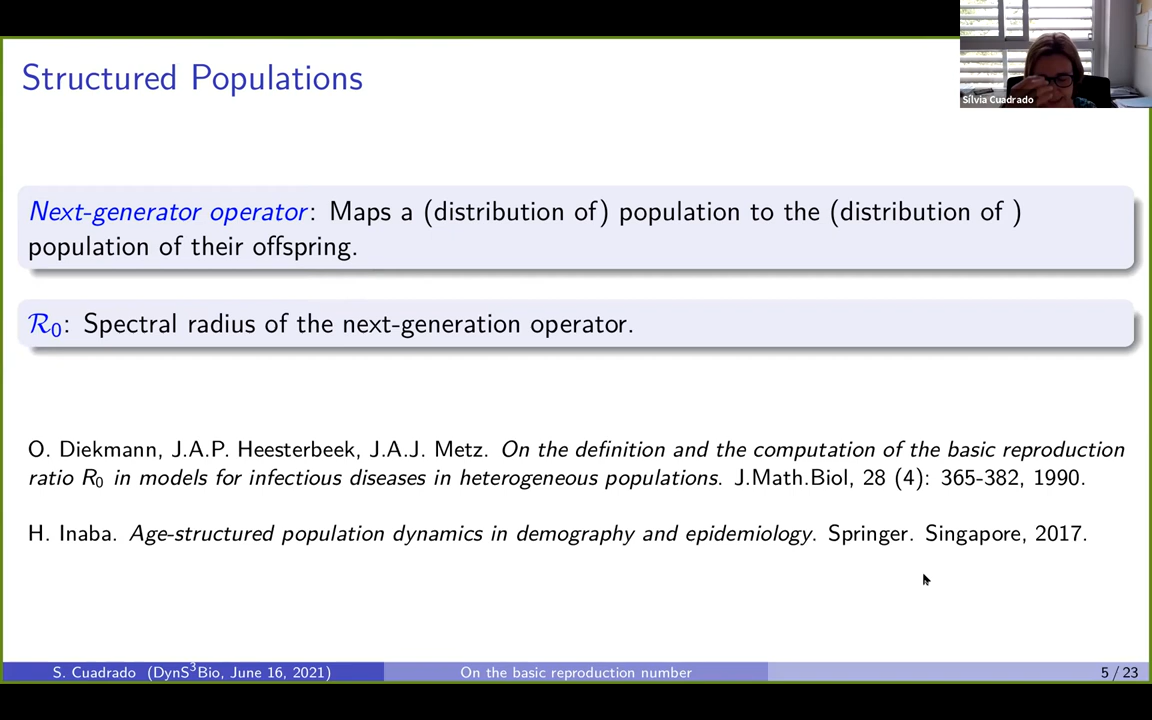 Structured Populations
Sílvia Cuadrado
Next-generator operator: Maps a (distribution of) population to the (distribution of )
population of their offspring.
R₀: Spectral radius of the next-generation operator.
O. Diekmann, J.A.P. Heesterbeek, J.A.J. Metz. On the definition and the computation of the basic reproduction
ratio R₀ in models for infectious diseases in heterogeneous populations. J.Math.Biol, 28 (4): 365-382, 1990.
H. Inaba. Age-structured population dynamics in demography and epidemiology. Springer. Singapore, 2017.
S. Cuadrado (DynS³Bio, June 16, 2021) On the basic reproduction number 5 / 23